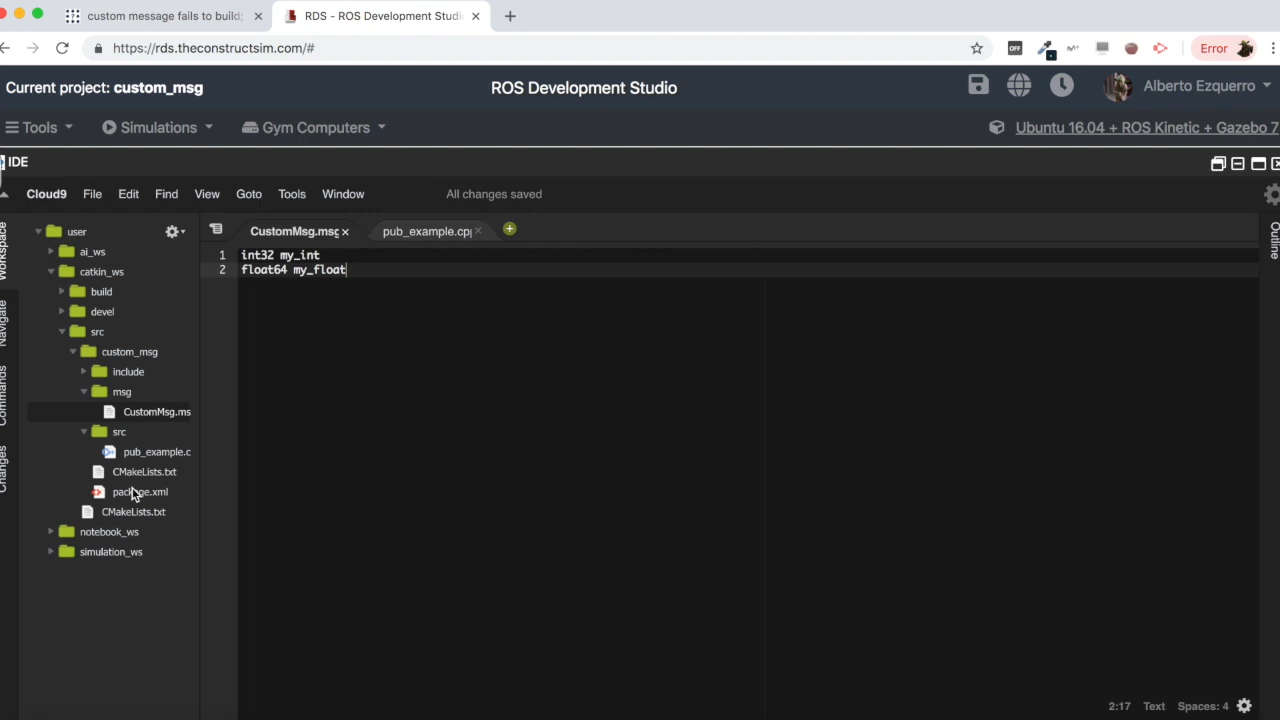 custom message fails to build;
RDS - ROS Development Studi
https://rds.theconstructsim.com/#
OFF
Error
Current project: custom_msg
ROS Development Studio
Alberto Ezquerro
Tools
Simulations
Gym Computers
Ubuntu 16.04 + ROS Kinetic + Gazebo 7
IDE
Cloud9 File Edit Find View Goto Tools Window
All changes saved
Workspace
Navigate
Commands
Changes
user
ai_ws
catkin_ws
build
devel
src
custom_msg
include
msg
CustomMsg.ms
src
pub_example.c
CMakeLists.txt
package.xml
CMakeLists.txt
notebook_ws
simulation_ws
CustomMsg.msg
pub_example.cpp
1 int32 my_int
2 float64 my_float
Outline
2:17 Text Spaces: 4